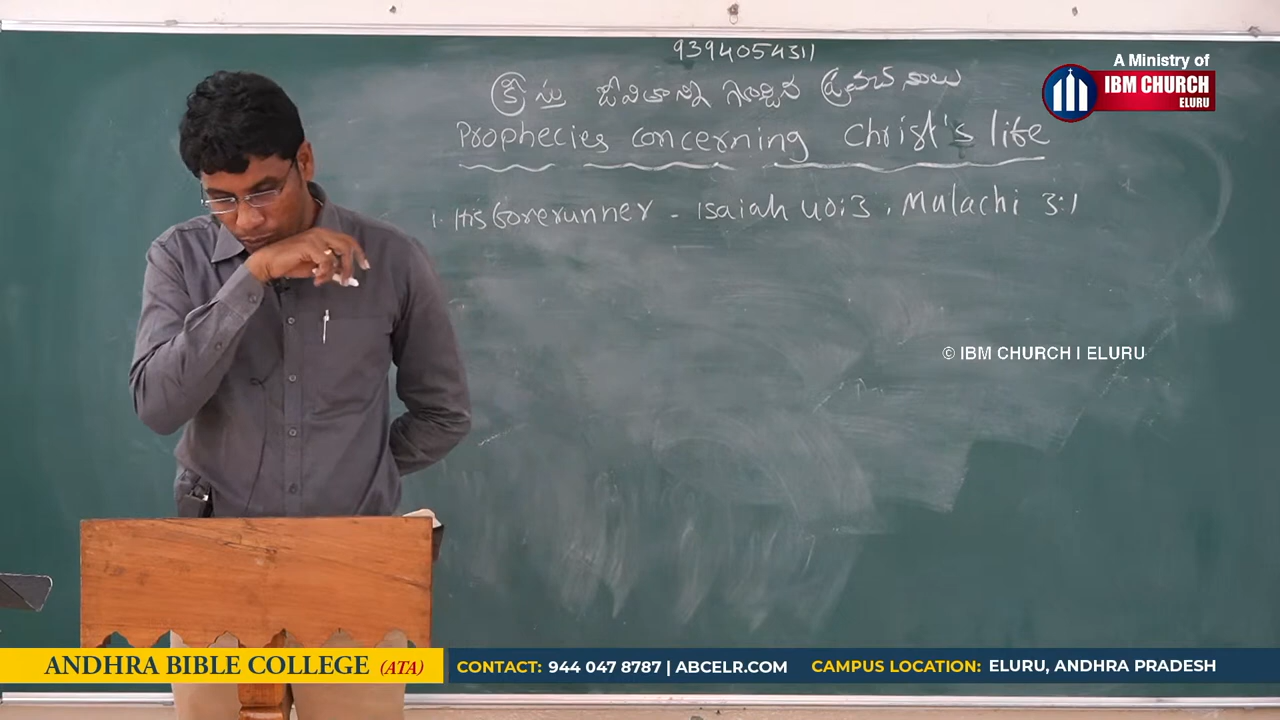 9394054311
క్రీస్తు జీవితాన్ని గూర్చిన ప్రవచనాలు
Prophecies concerning Christ's life
1. His forerunner - Isaiah 40:3, Malachi 3:1
A Ministry of
IBM CHURCH
ELURU
© IBM CHURCH I ELURU
ANDHRA BIBLE COLLEGE (ATA)
CONTACT: 944 047 8787 | ABCELR.COM CAMPUS LOCATION: ELURU, ANDHRA PRADESH